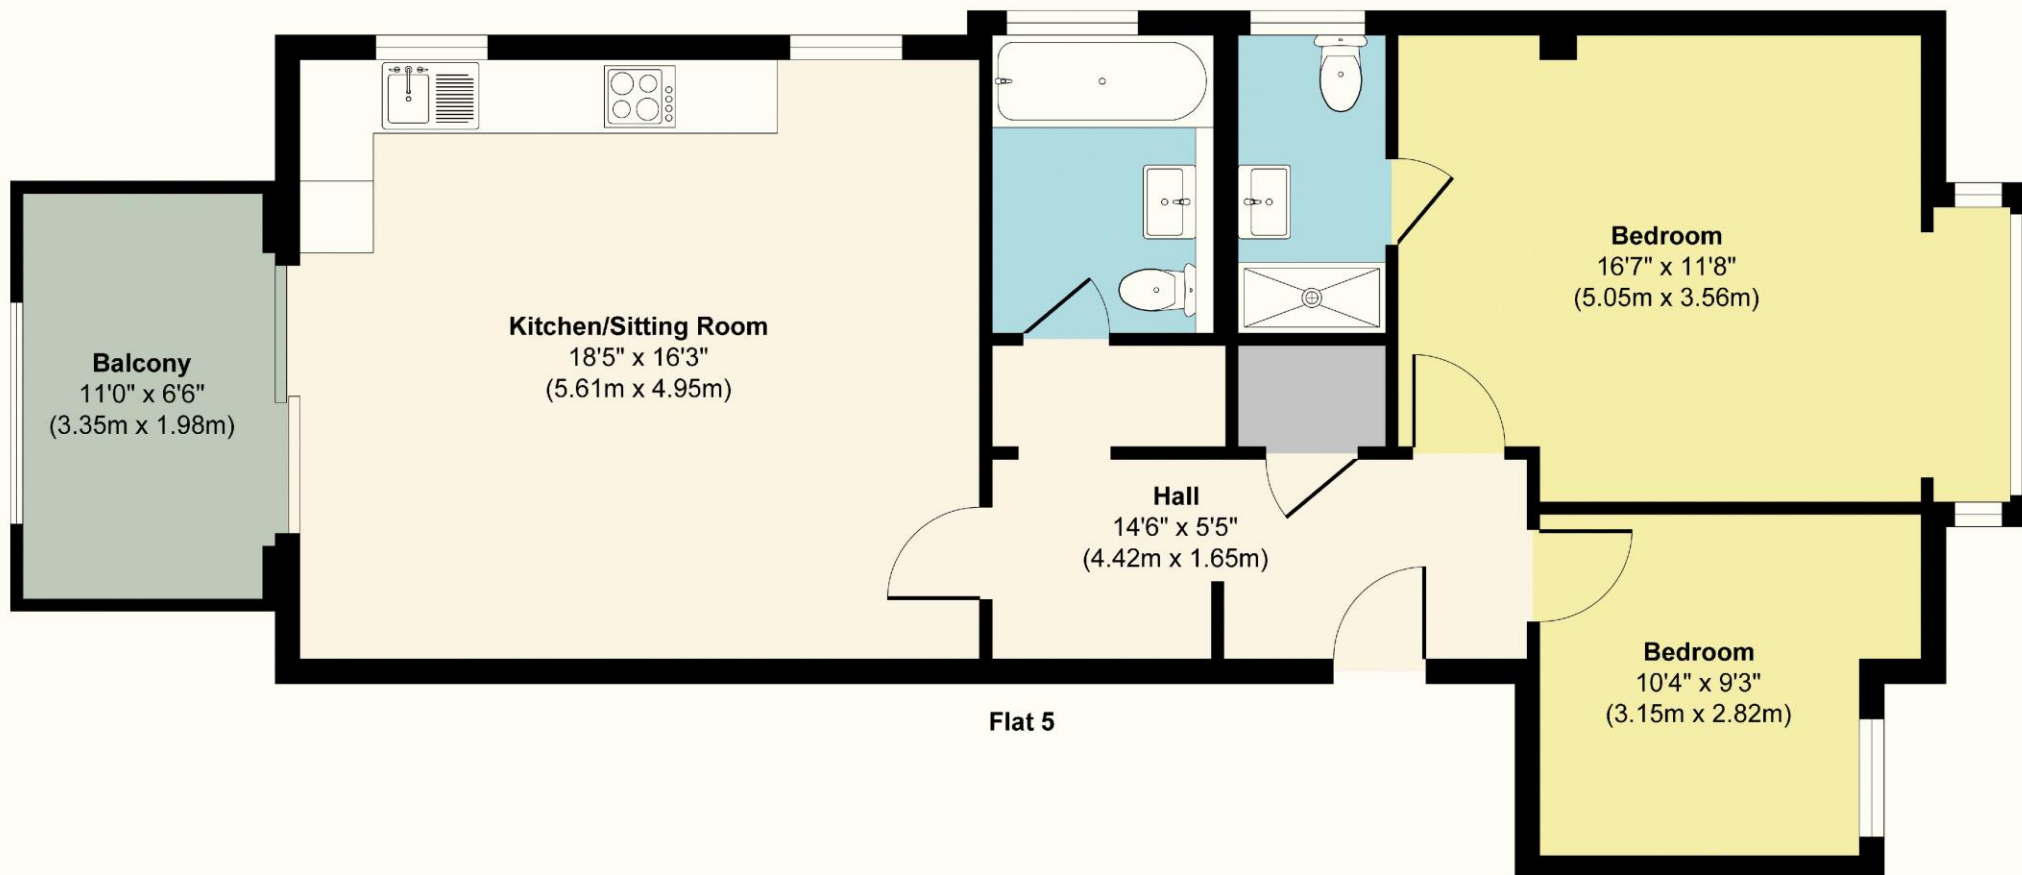 Bedroom
16'7" x 11'8"
(5.05m x 3.56m)
Kitchen/Sitting Room
18'5" x 16'3"
(5.61m x 4.95m)
Balcony
11'0" x 6'6"
(3.35m x 1.98m)
Hall
14'6" x 5'5"
(4.42m x 1.65m)
Bedroom
10'4" x 9'3"
(3.15m x 2.82m)
Flat 5